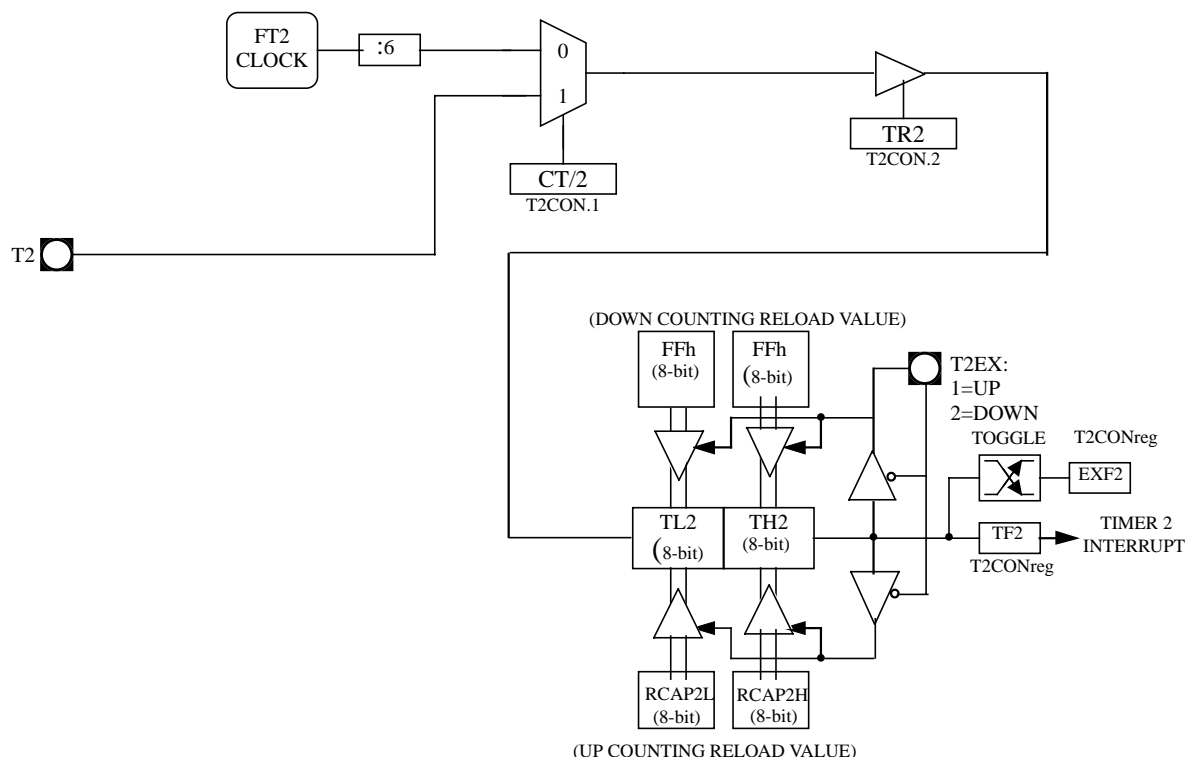 FT2
CLOCK
:6
0
1
TR2
T2CON.2
CT/2
T2CON.1
T2
(DOWN COUNTING RELOAD VALUE)
FFh
(8-bit)
FFh
(8-bit)
T2EX:
1=UP
2=DOWN
TOGGLE
T2CONreg
EXF2
TL2
(8-bit)
TH2
(8-bit)
TF2
T2CONreg
TIMER 2
INTERRUPT
RCAP2L
(8-bit)
RCAP2H
(8-bit)
(UP COUNTING RELOAD VALUE)